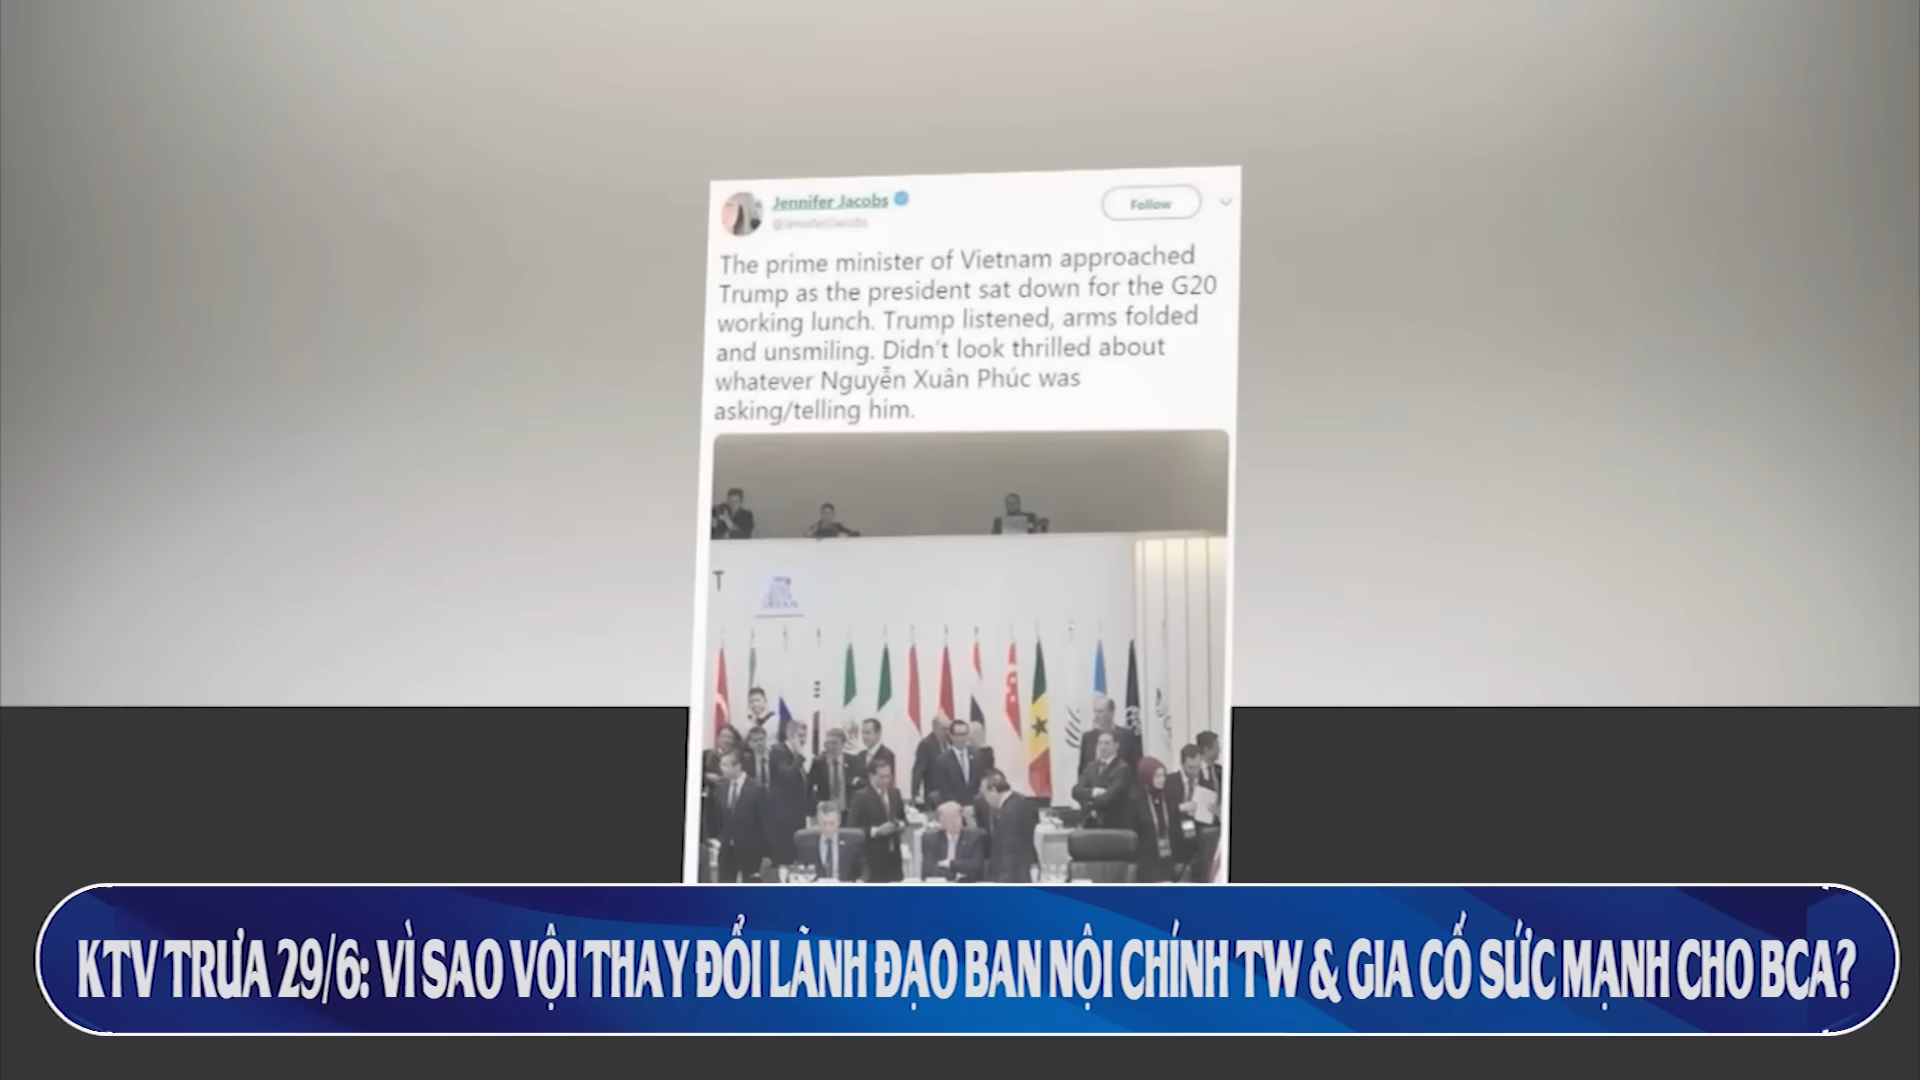 Jennifer Jacobs
Follow
The prime minister of Vietnam approached
Trump as the president sat down for the G20
working lunch. Trump listened, arms folded
and unsmiling. Didn't look thrilled about
whatever Nguyễn Xuân Phúc was
asking/telling him.
T
KTV TRƯA 29/6: VÌ SAO VỘI THAY ĐỔI LÃNH ĐẠO BAN NỘI CHÍNH TW & GIA CỐ SỨC MẠNH CHO BCA?